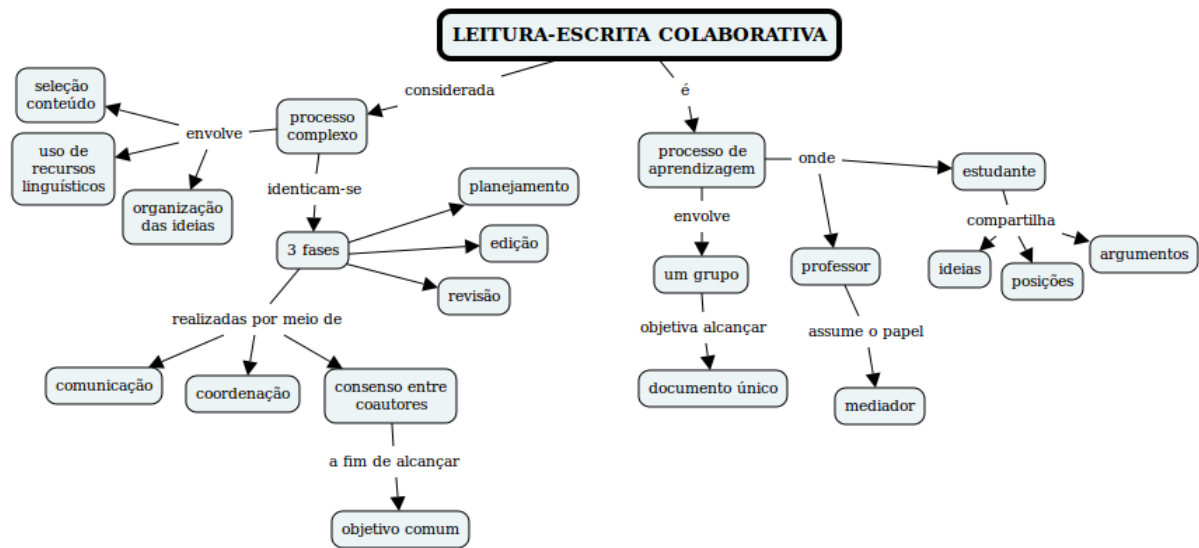 LEITURA-ESCRITA COLABORATIVA
considerada
é
seleção
conteúdo
envolve
processo
complexo
uso de
recursos
linguísticos
organização
das ideias
identicam-se
3 fases
planejamento
edição
revisão
realizadas por meio de
comunicação
coordenação
consenso entre
coautores
a fim de alcançar
objetivo comum
processo de
aprendizagem
onde
estudante
envolve
um grupo
objetiva alcançar
documento único
professor
assume o papel
mediador
compartilha
ideias
posições
argumentos